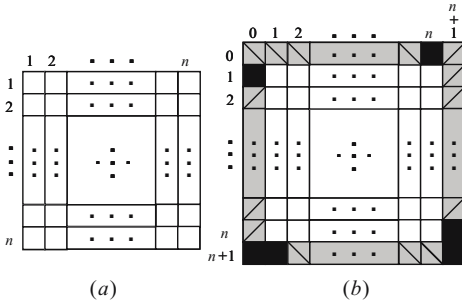 n
+
1 2 ... n 0 1 2 ... n 1
0
1 ... 1 ...
2 ... 2 ...
... ...
n ... n ...
n+1 ...
(a) (b)